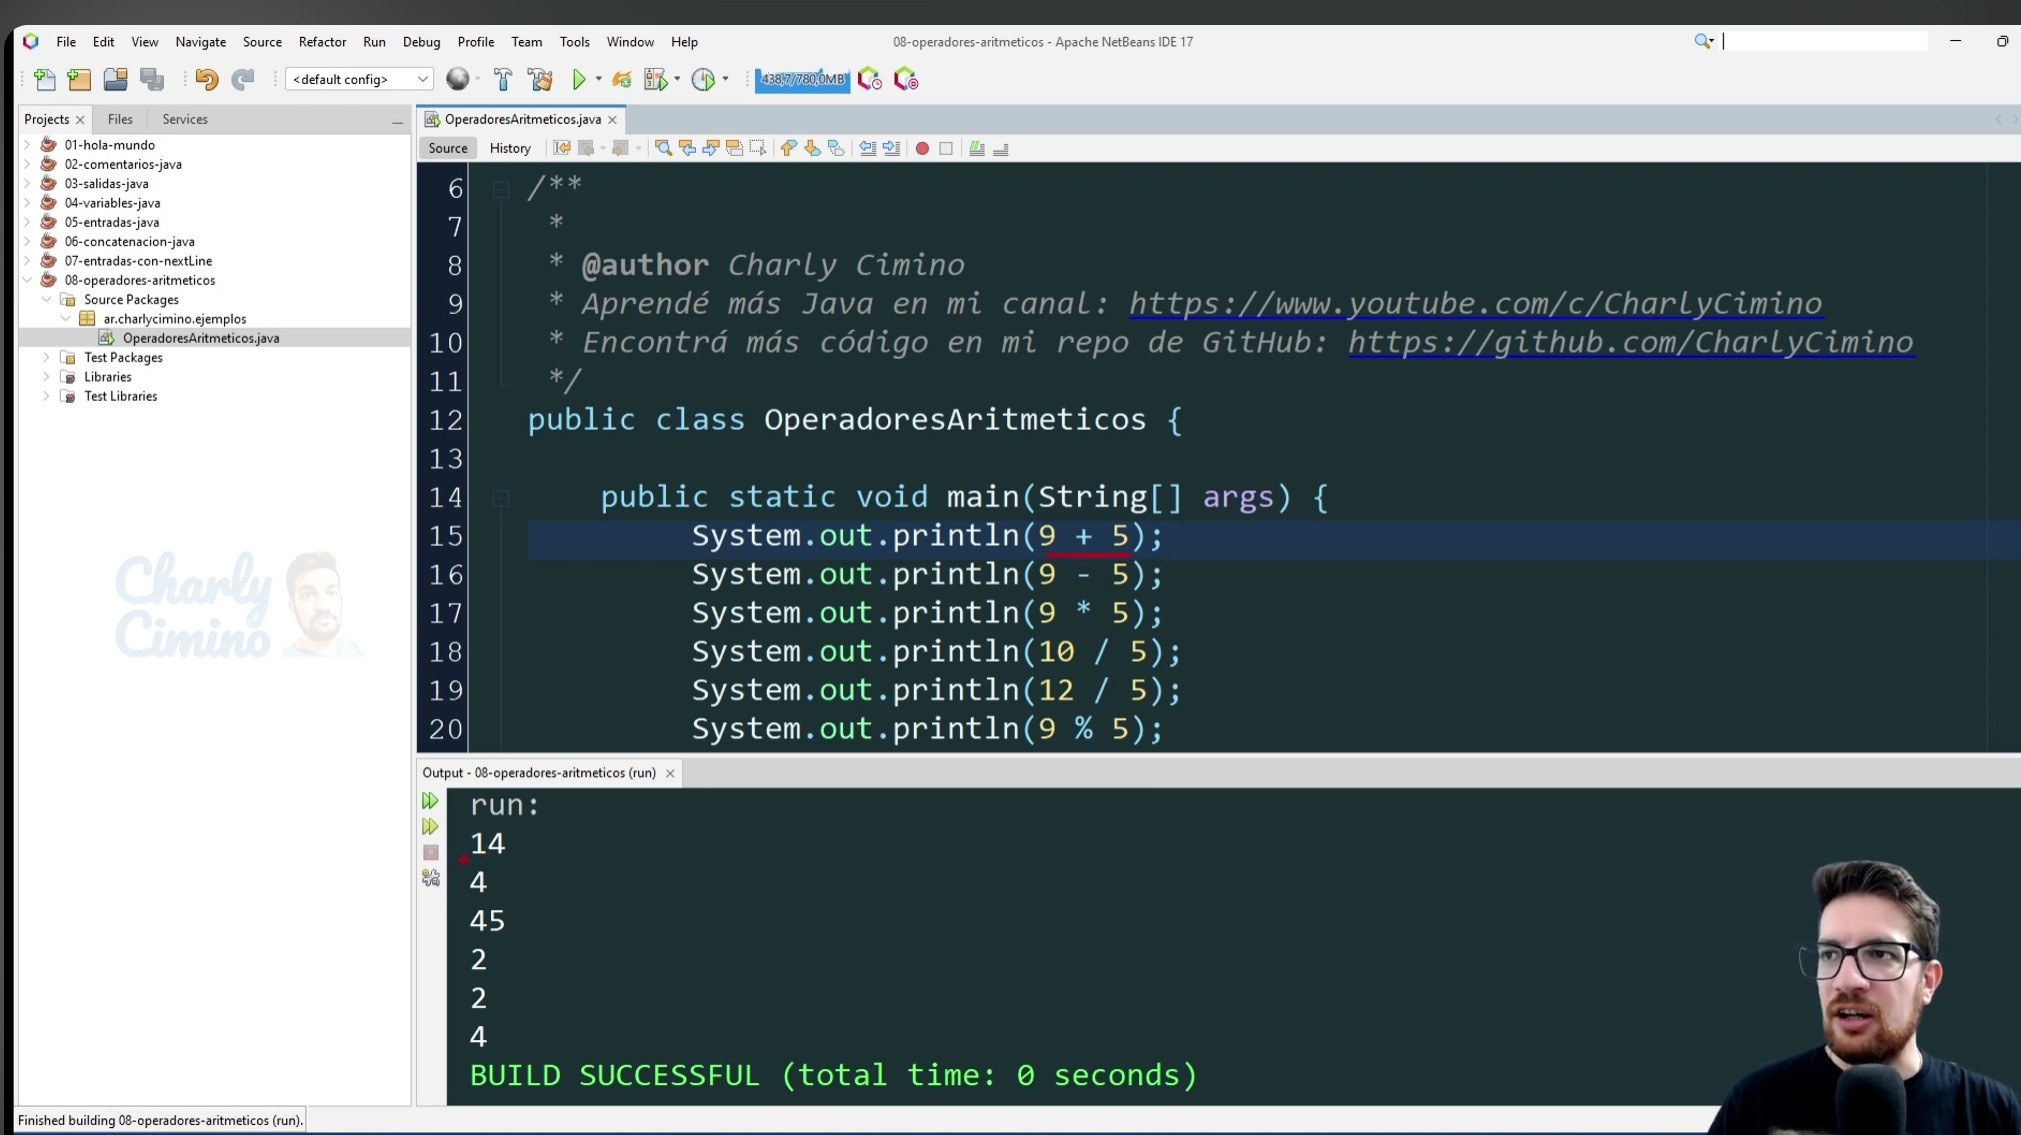 File Edit View Navigate Source Refactor Run Debug Profile Team Tools Window Help
08-operadores-aritmeticos - Apache NetBeans IDE 17
<default config>
438,7/780,0MB
Projects Files Services
01-hola-mundo
02-comentarios-java
03-salidas-java
04-variables-java
05-entradas-java
06-concatenacion-java
07-entradas-con-nextLine
08-operadores-aritmeticos
Source Packages
ar.charlycimino.ejemplos
OperadoresAritmeticos.java
Test Packages
Libraries
Test Libraries
Charly
Cimino
OperadoresAritmeticos.java
Source History
6 /**
7 *
8 * @author Charly Cimino
9 * Aprendé más Java en mi canal: https://www.youtube.com/c/CharlyCimino
10 * Encontrá más código en mi repo de GitHub: https://github.com/CharlyCimino
11 */
12 public class OperadoresAritmeticos {
13
14 public static void main(String[] args) {
15 System.out.println(9 + 5);
16 System.out.println(9 - 5);
17 System.out.println(9 * 5);
18 System.out.println(10 / 5);
19 System.out.println(12 / 5);
20 System.out.println(9 % 5);
Output - 08-operadores-aritmeticos (run)
run:
14
4
45
2
2
4
BUILD SUCCESSFUL (total time: 0 seconds)
Finished building 08-operadores-aritmeticos (run).